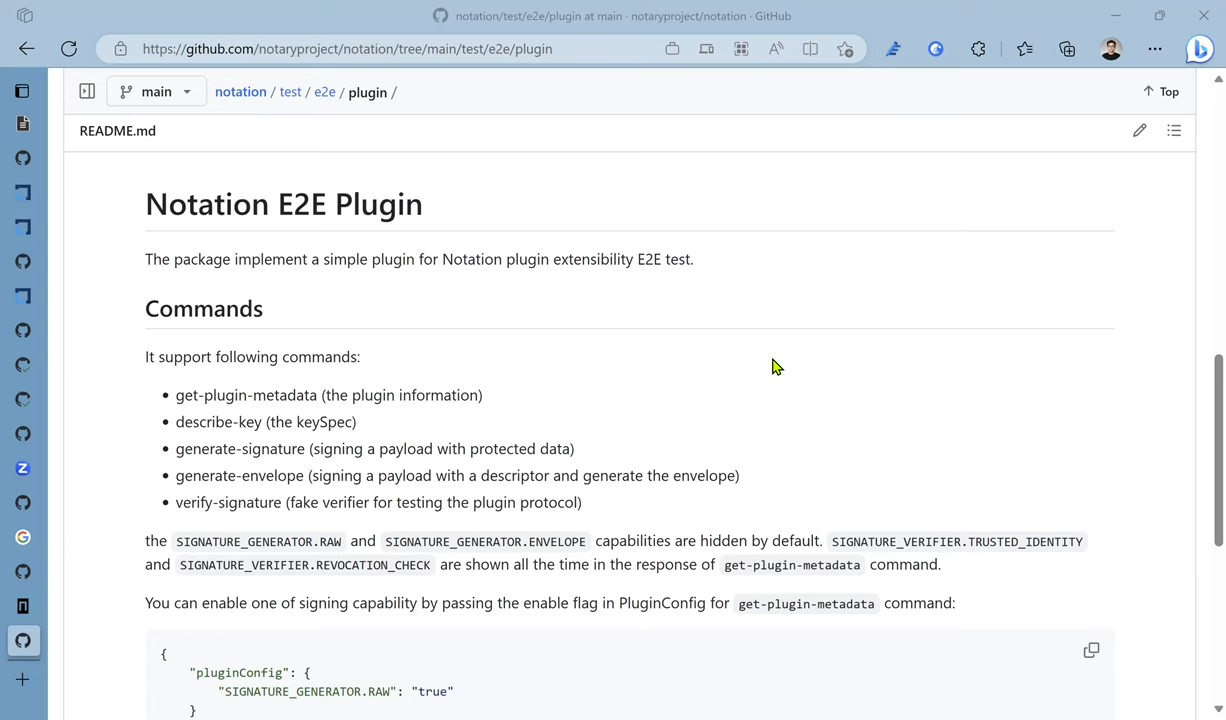 notation/test/e2e/plugin at main · notaryproject/notation · GitHub
https://github.com/notaryproject/notation/tree/main/test/e2e/plugin
main
notation / test / e2e / plugin /
Top
README.md
Notation E2E Plugin
The package implement a simple plugin for Notation plugin extensibility E2E test.
Commands
It support following commands:
• get-plugin-metadata (the plugin information)
• describe-key (the keySpec)
• generate-signature (signing a payload with protected data)
• generate-envelope (signing a payload with a descriptor and generate the envelope)
• verify-signature (fake verifier for testing the plugin protocol)
the SIGNATURE_GENERATOR.RAW and SIGNATURE_GENERATOR.ENVELOPE capabilities are hidden by default. SIGNATURE_VERIFIER.TRUSTED_IDENTITY
and SIGNATURE_VERIFIER.REVOCATION_CHECK are shown all the time in the response of get-plugin-metadata command.
You can enable one of signing capability by passing the enable flag in PluginConfig for get-plugin-metadata command:
{
"pluginConfig": {
"SIGNATURE_GENERATOR.RAW": "true"
}